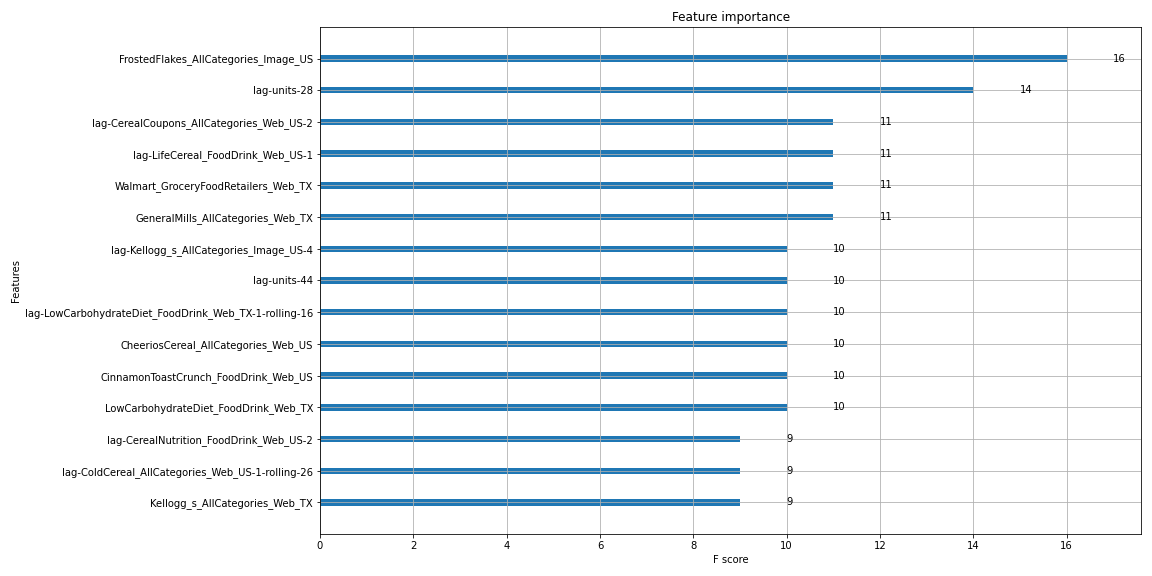 Feature importance
Features
FrostedFlakes_AllCategories_Image_US 16
lag-units-28 14
lag-CerealCoupons_AllCategories_Web_US-2 11
lag-LifeCereal_FoodDrink_Web_US-1 11
Walmart_GroceryFoodRetailers_Web_TX 11
GeneralMills_AllCategories_Web_TX 11
lag-Kellogg_s_AllCategories_Image_US-4 10
lag-units-44 10
lag-LowCarbohydrateDiet_FoodDrink_Web_TX-1-rolling-16 10
CheeriosCereal_AllCategories_Web_US 10
CinnamonToastCrunch_FoodDrink_Web_US 10
LowCarbohydrateDiet_FoodDrink_Web_TX 10
lag-CerealNutrition_FoodDrink_Web_US-2 9
lag-ColdCereal_AllCategories_Web_US-1-rolling-26 9
Kellogg_s_AllCategories_Web_TX 9
0 2 4 6 8 10 12 14 16
F score